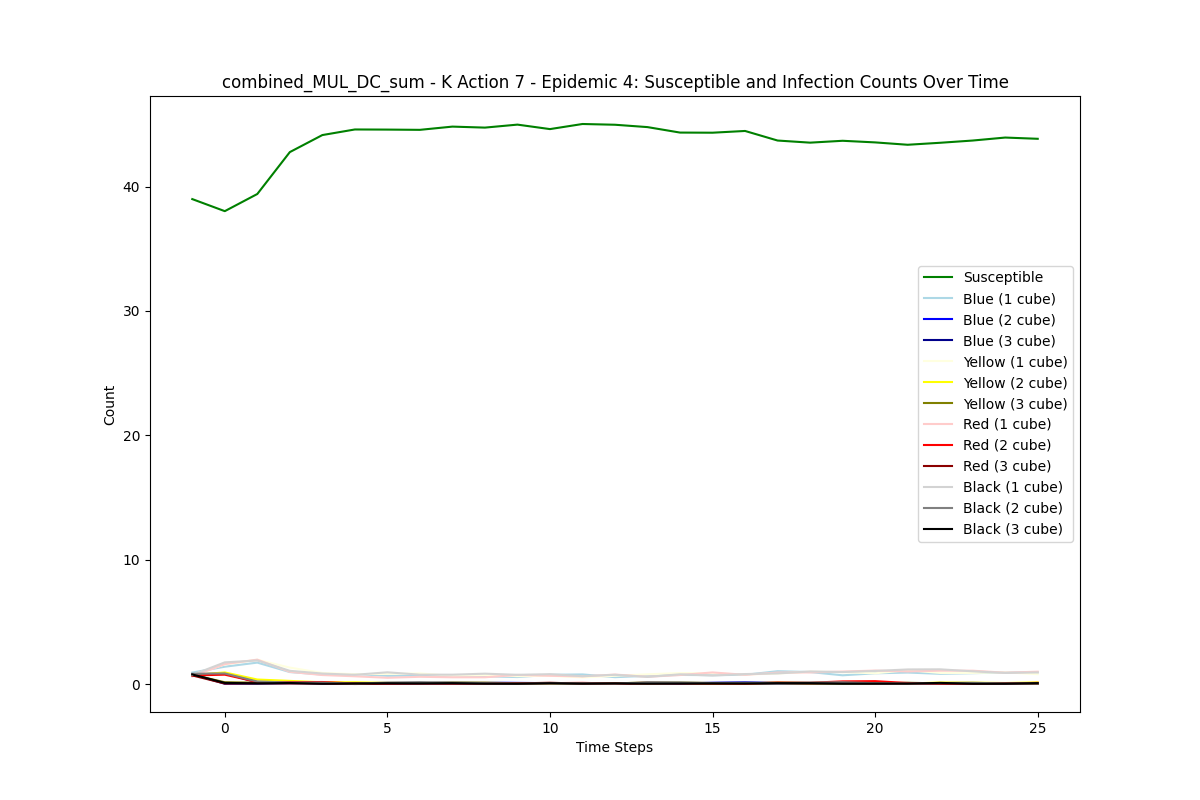 combined_MUL_DC_sum - K Action 7 - Epidemic 4: Susceptible and Infection Counts Over Time
Count
40
30
20
10
0
Susceptible
Blue (1 cube)
Blue (2 cube)
Blue (3 cube)
Yellow (1 cube)
Yellow (2 cube)
Yellow (3 cube)
Red (1 cube)
Red (2 cube)
Red (3 cube)
Black (1 cube)
Black (2 cube)
Black (3 cube)
0 5 10 15 20 25
Time Steps